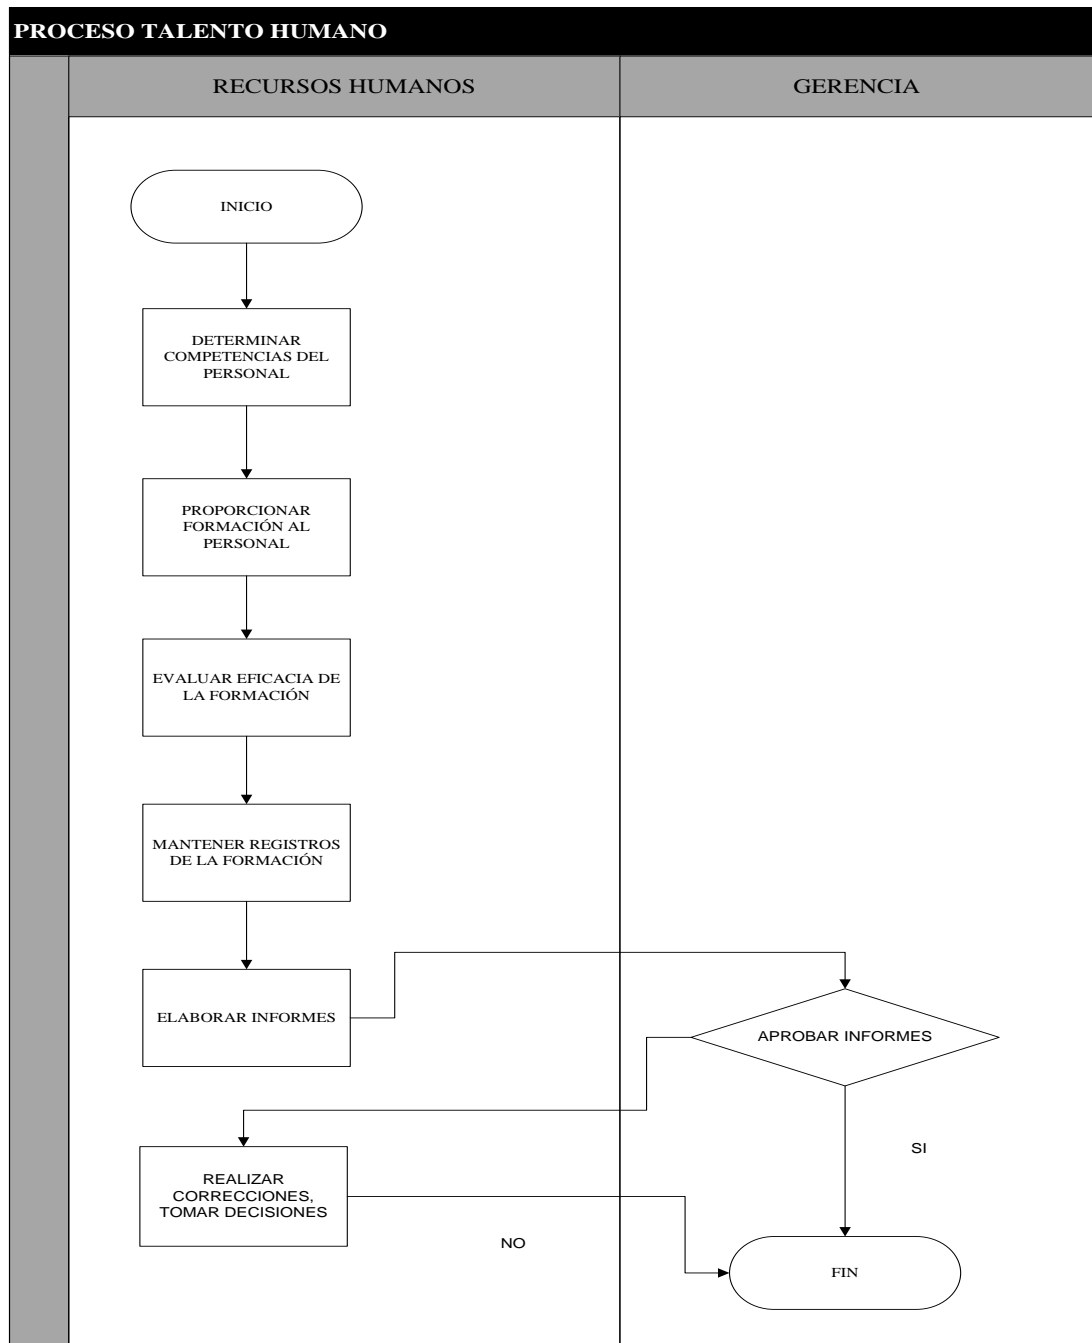 PROCESO TALENTO HUMANO
RECURSOS HUMANOS
GERENCIA
INICIO
DETERMINAR
COMPETENCIAS DEL
PERSONAL
PROPORCIONAR
FORMACIÓN AL
PERSONAL
EVALUAR EFICACIA DE
LA FORMACIÓN
MANTENER REGISTROS
DE LA FORMACIÓN
ELABORAR INFORMES
APROBAR INFORMES
SI
REALIZAR
CORRECCIONES,
TOMAR DECISIONES
NO
FIN